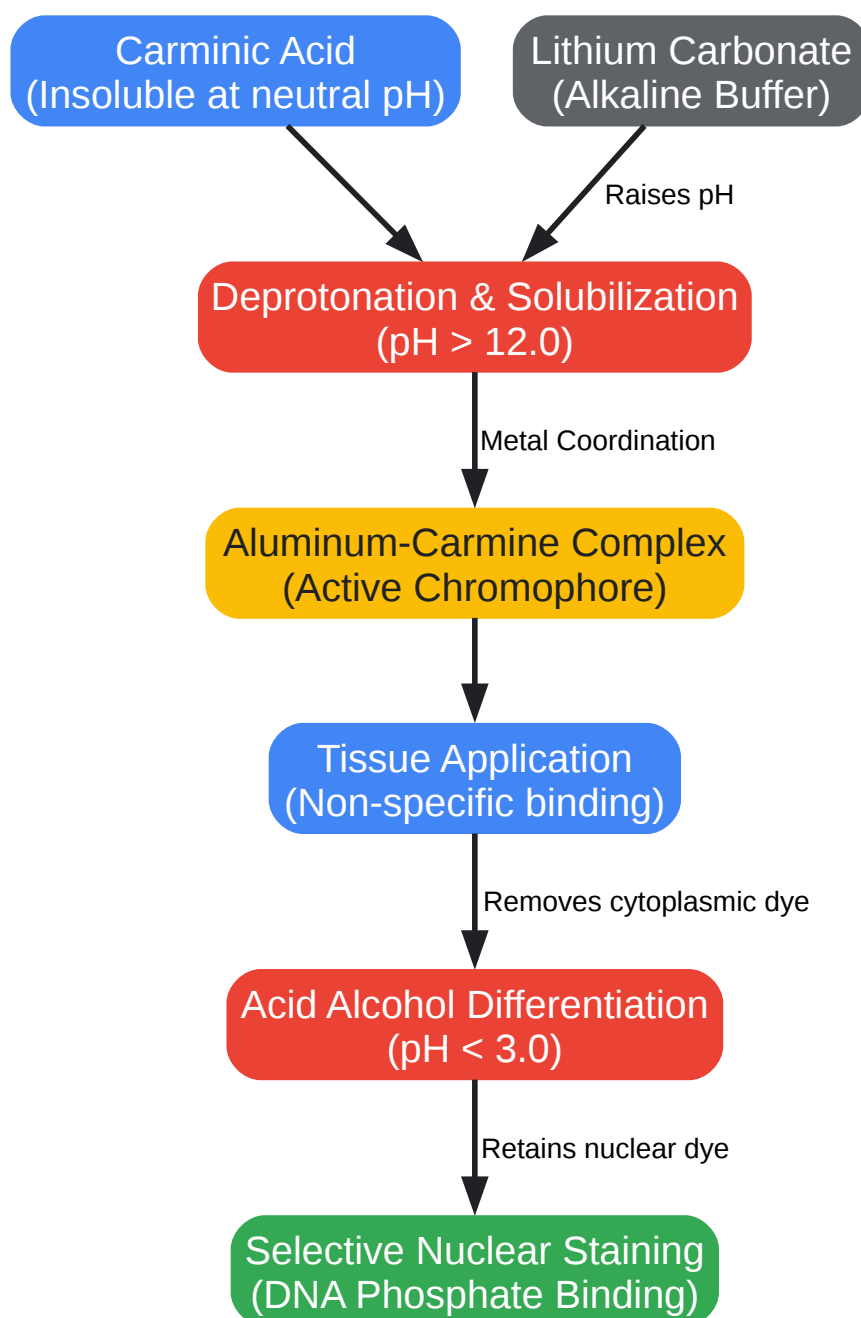 Carminic Acid
(Insoluble at neutral pH)
Lithium Carbonate
(Alkaline Buffer)
Raises pH
Deprotonation & Solubilization
(pH > 12.0)
Metal Coordination
Aluminum-Carmine Complex
(Active Chromophore)
Tissue Application
(Non-specific binding)
Removes cytoplasmic dye
Acid Alcohol Differentiation
(pH < 3.0)
Retains nuclear dye
Selective Nuclear Staining
(DNA Phosphate Binding)